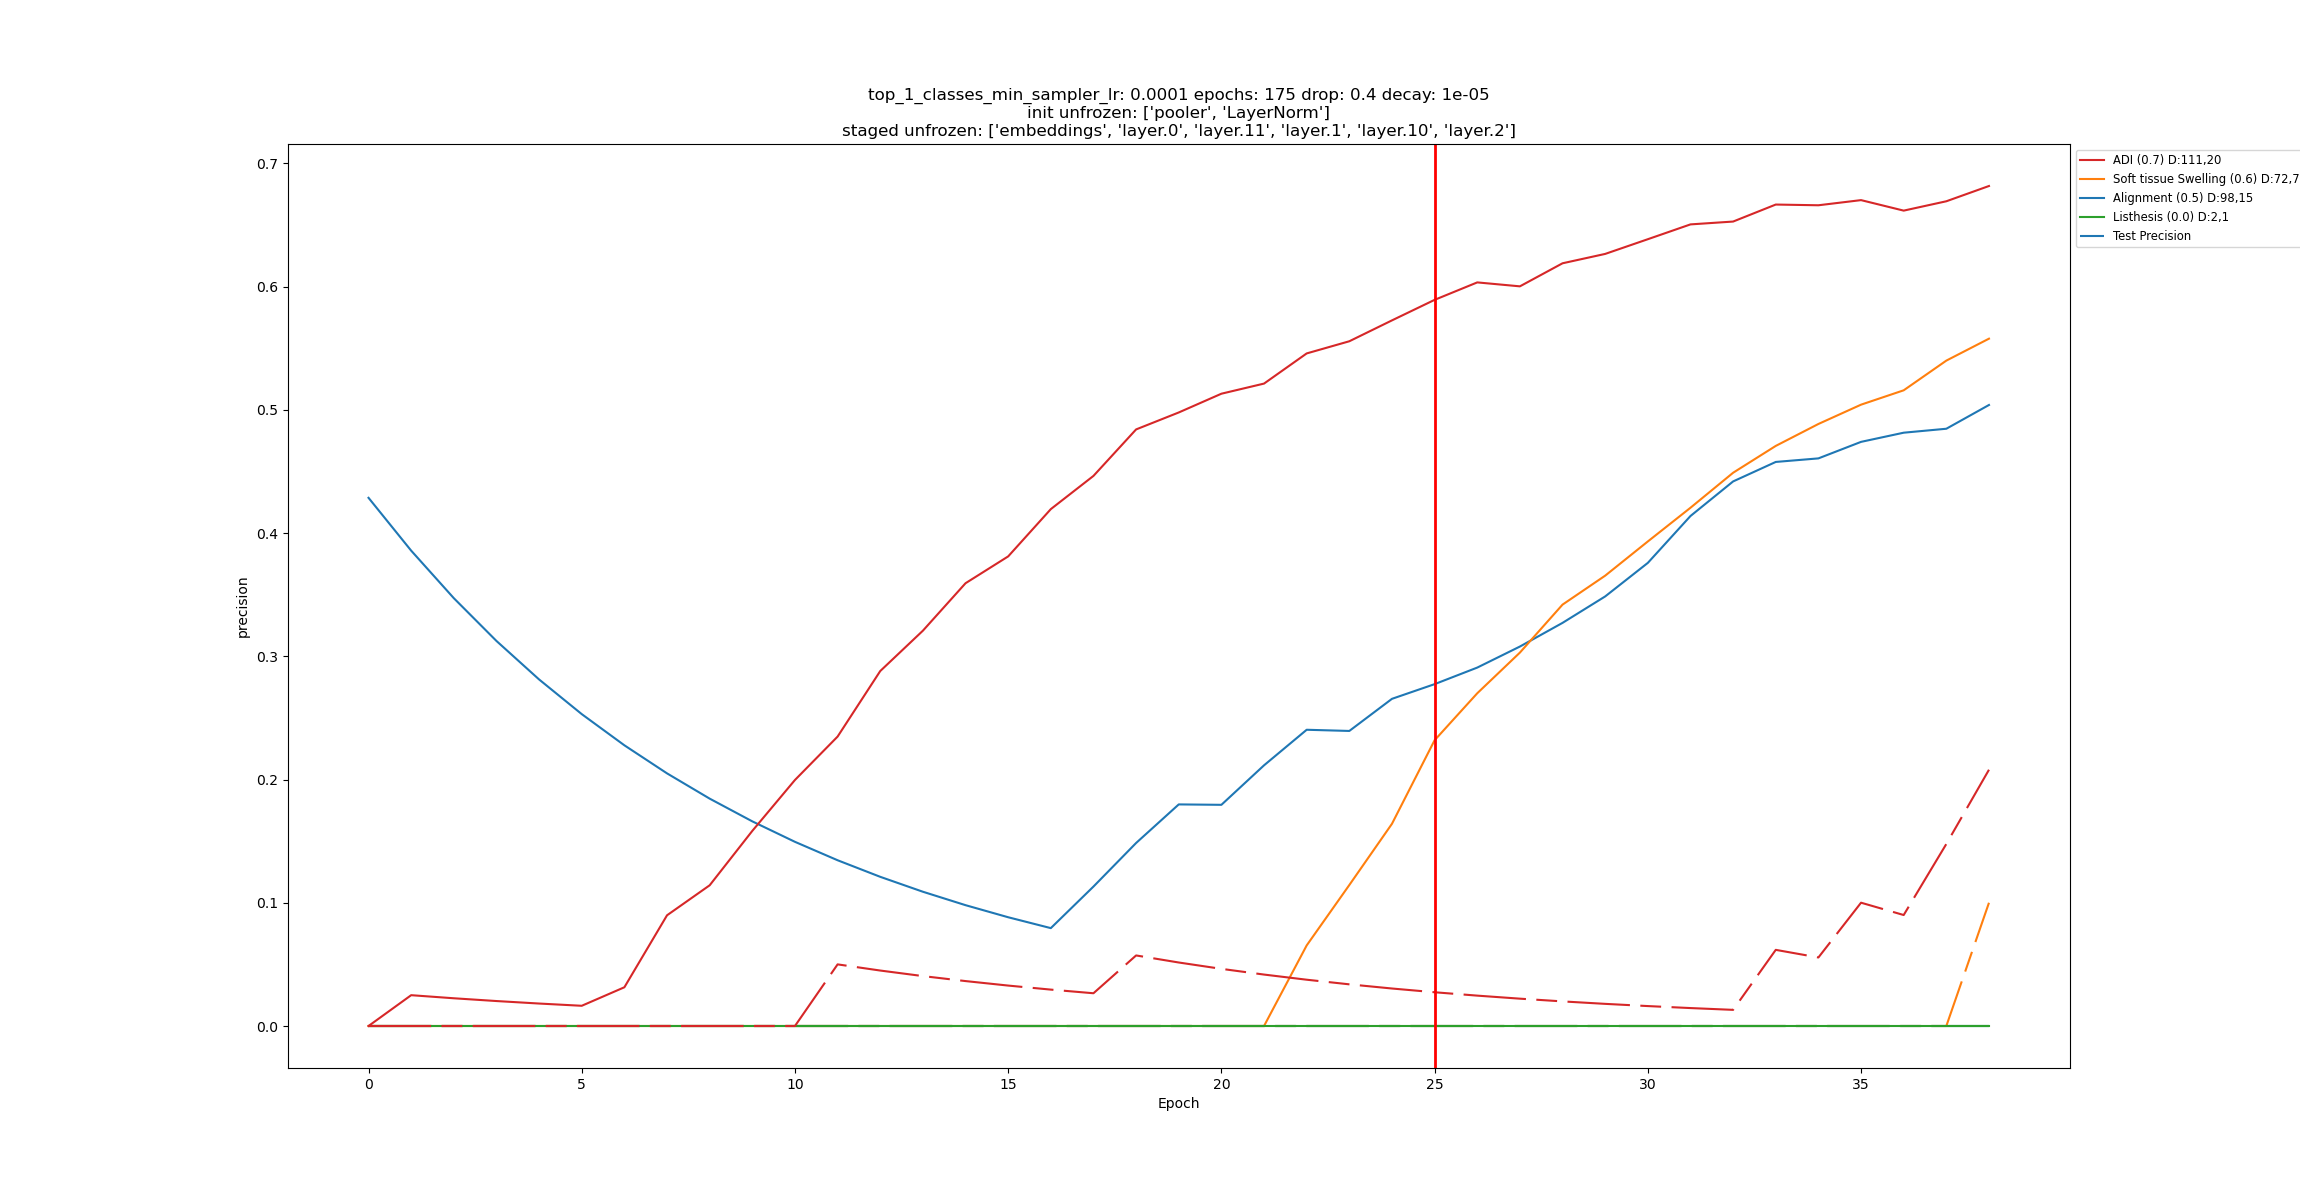 top_1_classes_min_sampler_lr: 0.0001 epochs: 175 drop: 0.4 decay: 1e-05
init unfrozen: ['pooler', 'LayerNorm']
staged unfrozen: ['embeddings', 'layer.0', 'layer.11', 'layer.1', 'layer.10', 'layer.2']
ADI (0.7) D:111,20
Soft tissue Swelling (0.6) D:72,7
Alignment (0.5) D:98,15
Listhesis (0.0) D:2,1
Test Precision
precision
0.7
0.6
0.5
0.4
0.3
0.2
0.1
0.0
0 5 10 15 20 25 30 35
Epoch